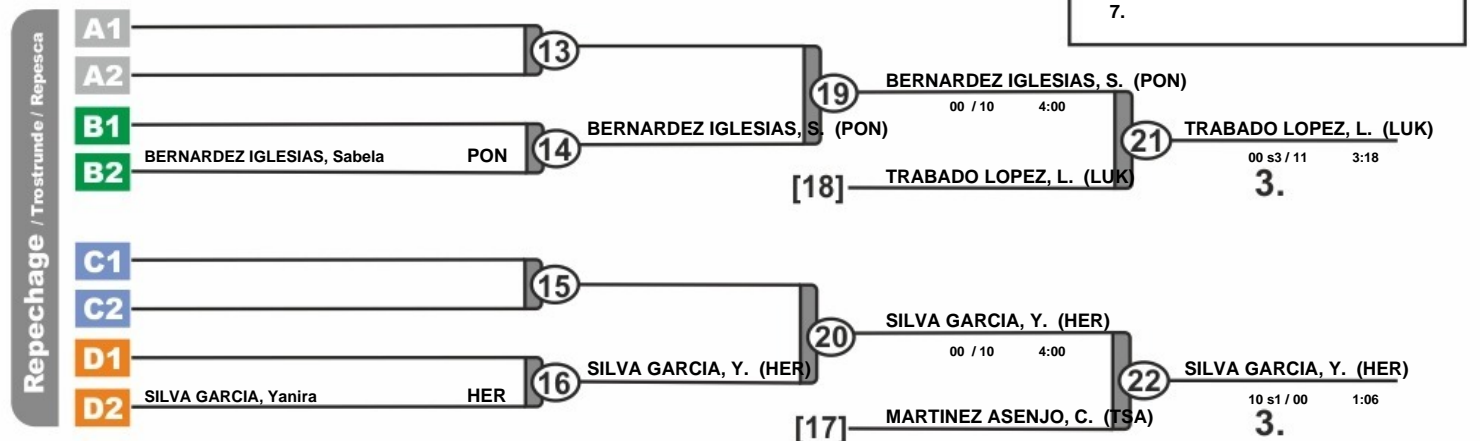 7.
Repechage / Trostrunde / Repesca
A1
13
A2
19
BERNARDEZ IGLESIAS, S. (PON)
00 / 10 4:00
B1
BERNARDEZ IGLESIAS, S. (PON)
21
TRABADO LOPEZ, L. (LUK)
BERNARDEZ IGLESIAS, Sabela PON
14
00 s3 / 11 3:18
B2
[18]
TRABADO LOPEZ, L. (LUK)
3.
C1
15
C2
SILVA GARCIA, Y. (HER)
20
00 / 10 4:00
D1
SILVA GARCIA, Y. (HER)
22
SILVA GARCIA, Y. (HER)
16
SILVA GARCIA, Yanira HER
10 s1 / 00 1:06
D2
[17]
MARTINEZ ASENJO, C. (TSA)
3.